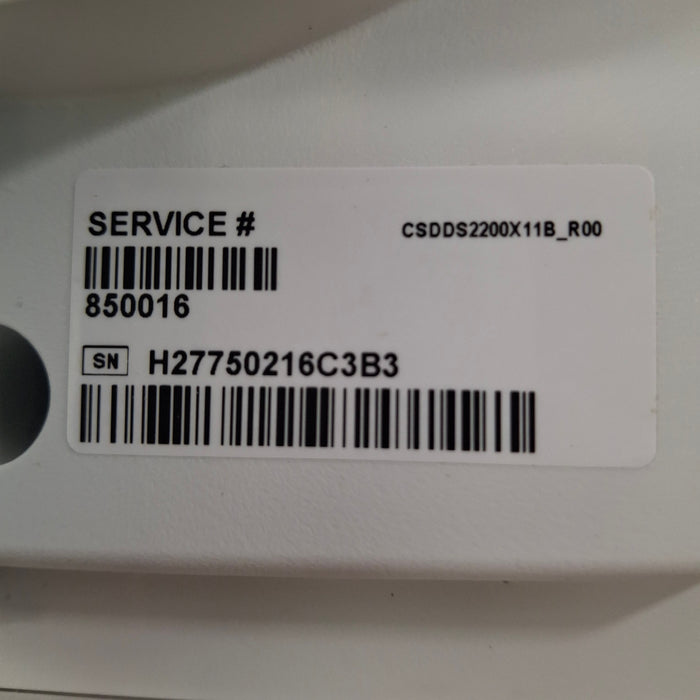 SERVICE #
CSDDS2200X11B_R00
850016
SN H27750216C3B3